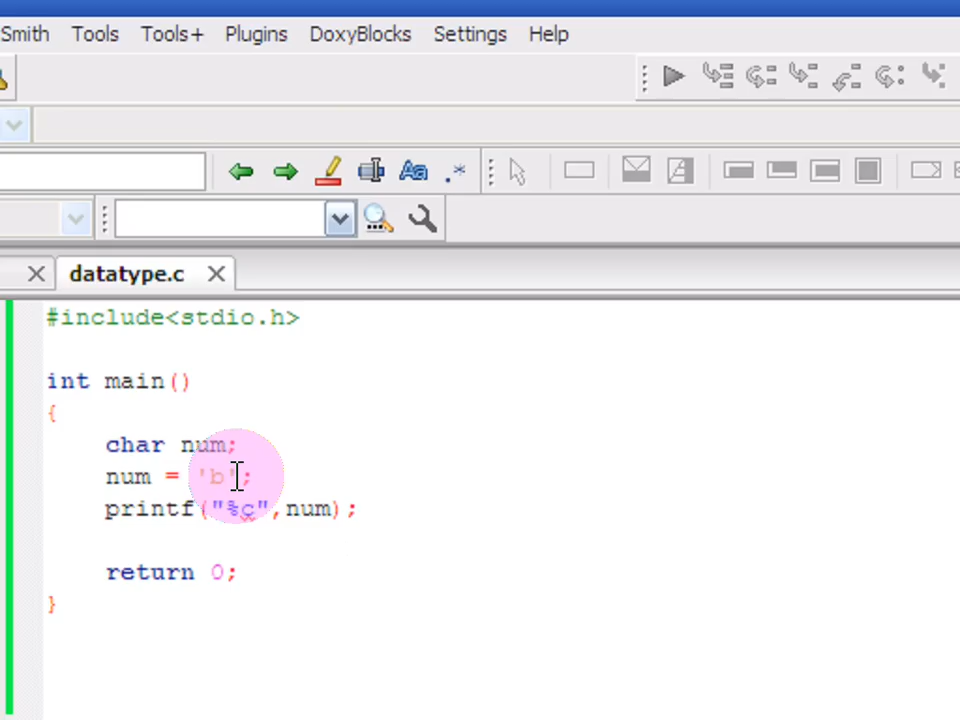 Smith Tools Tools+ Plugins DoxyBlocks Settings Help
Aa .*
datatype.c
#include<stdio.h>
int main()
{
char num;
num = 'b';
printf("%c",num);
return 0;
}